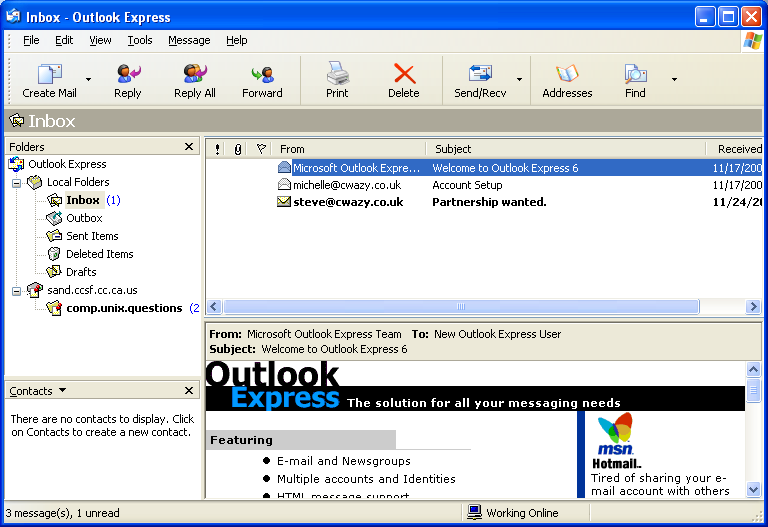 Inbox - Outlook Express
File Edit View Tools Message Help
Create Mail Reply Reply All Forward Print Delete Send/Recv Addresses Find
Inbox
Folders
Outlook Express
Local Folders
Inbox (1)
Outbox
Sent Items
Deleted Items
Drafts
sand.ccsf.cc.ca.us
comp.unix.questions (2
Contacts
There are no contacts to display. Click
on Contacts to create a new contact.
! From Subject Received
Microsoft Outlook Expre... Welcome to Outlook Express 6 11/17/200
michelle@cwazy.co.uk Account Setup 11/17/200
steve@cwazy.co.uk Partnership wanted. 11/24/20
From: Microsoft Outlook Express Team To: New Outlook Express User
Subject: Welcome to Outlook Express 6
Outlook
Express The solution for all your messaging needs
Featuring
E-mail and Newsgroups
Multiple accounts and Identities
HTML message support
msn
Hotmail..
Tired of sharing your e-
mail account with others
3 message(s), 1 unread Working Online